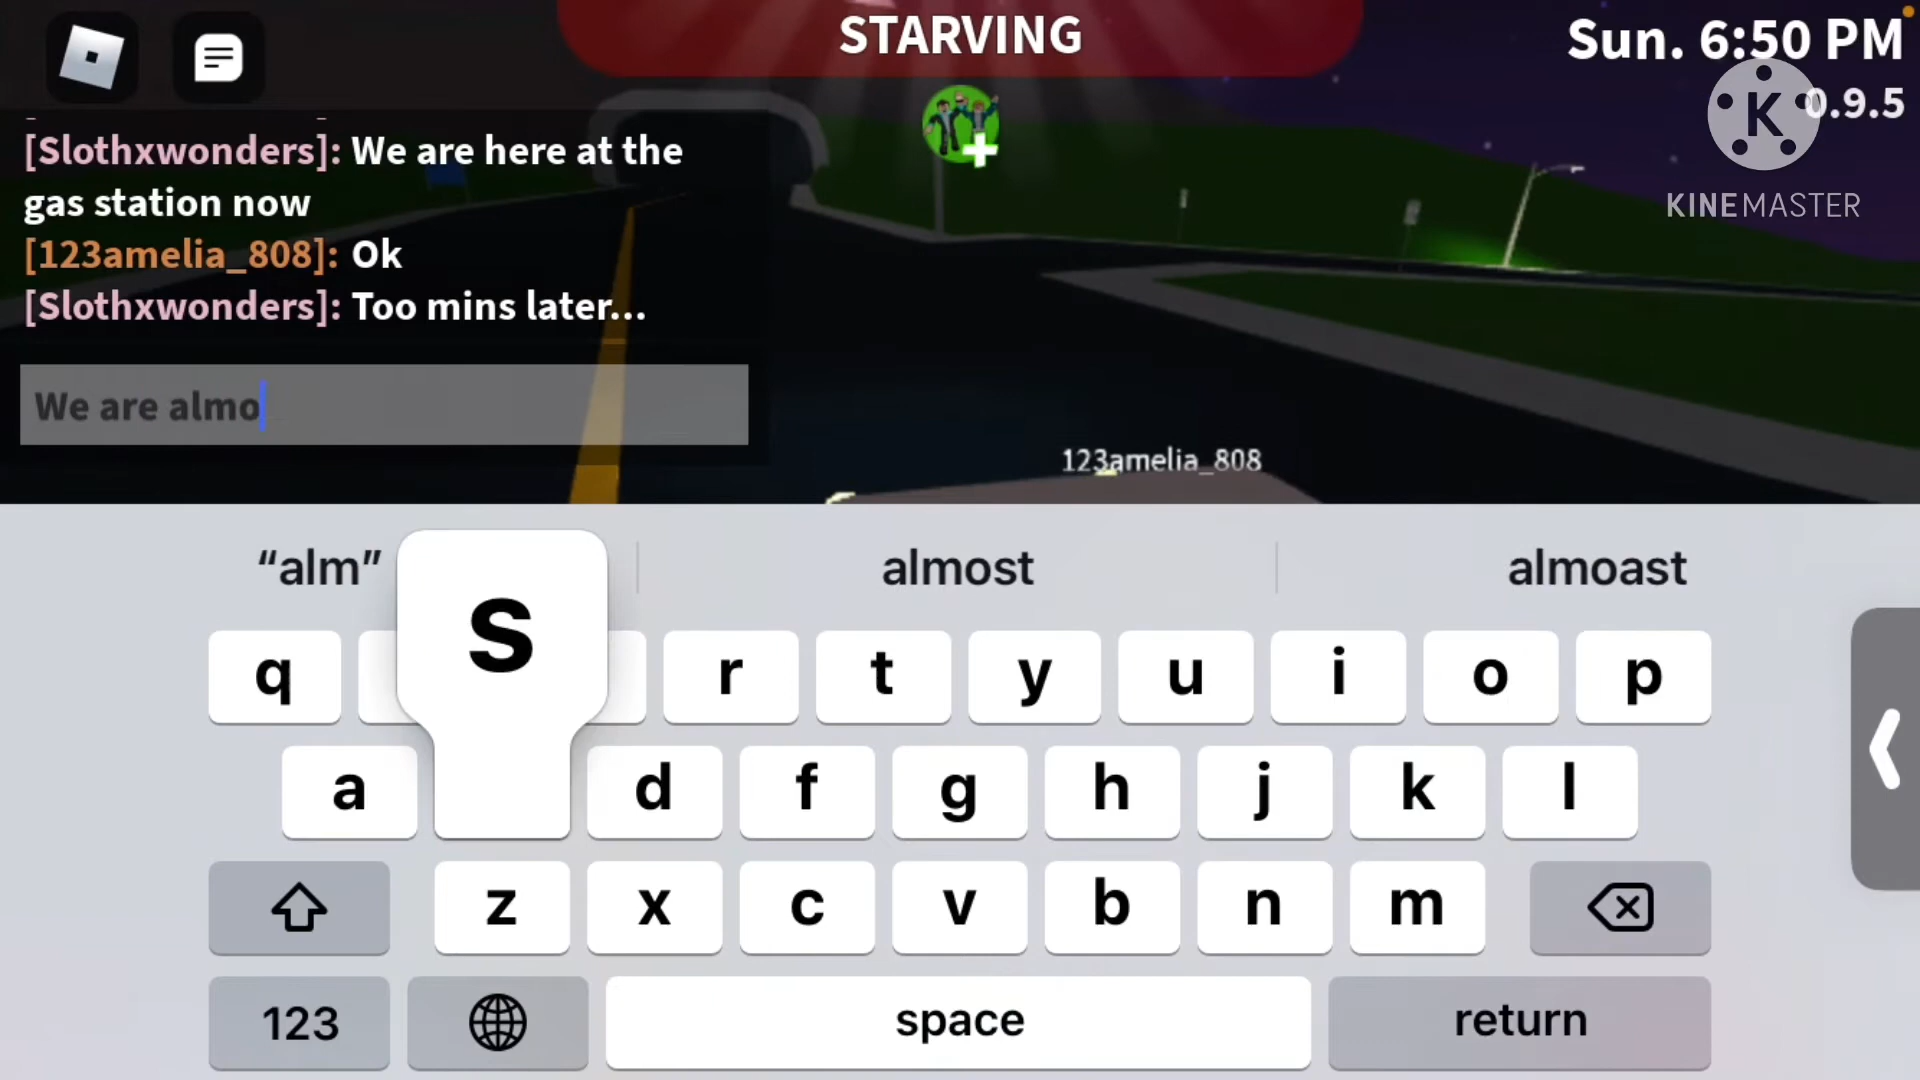 STARVING
Sun. 6:50 PM
0.9.5
K
KINEMASTER
[Slothxwonders]: We are here at the
gas station now
[123amelia_808]: Ok
[Slothxwonders]: Too mins later...
We are almo
123amelia_808
“alm” almost almoast
s
q r t y u i o p
a d f g h j k l
z x c v b n m
123 space return